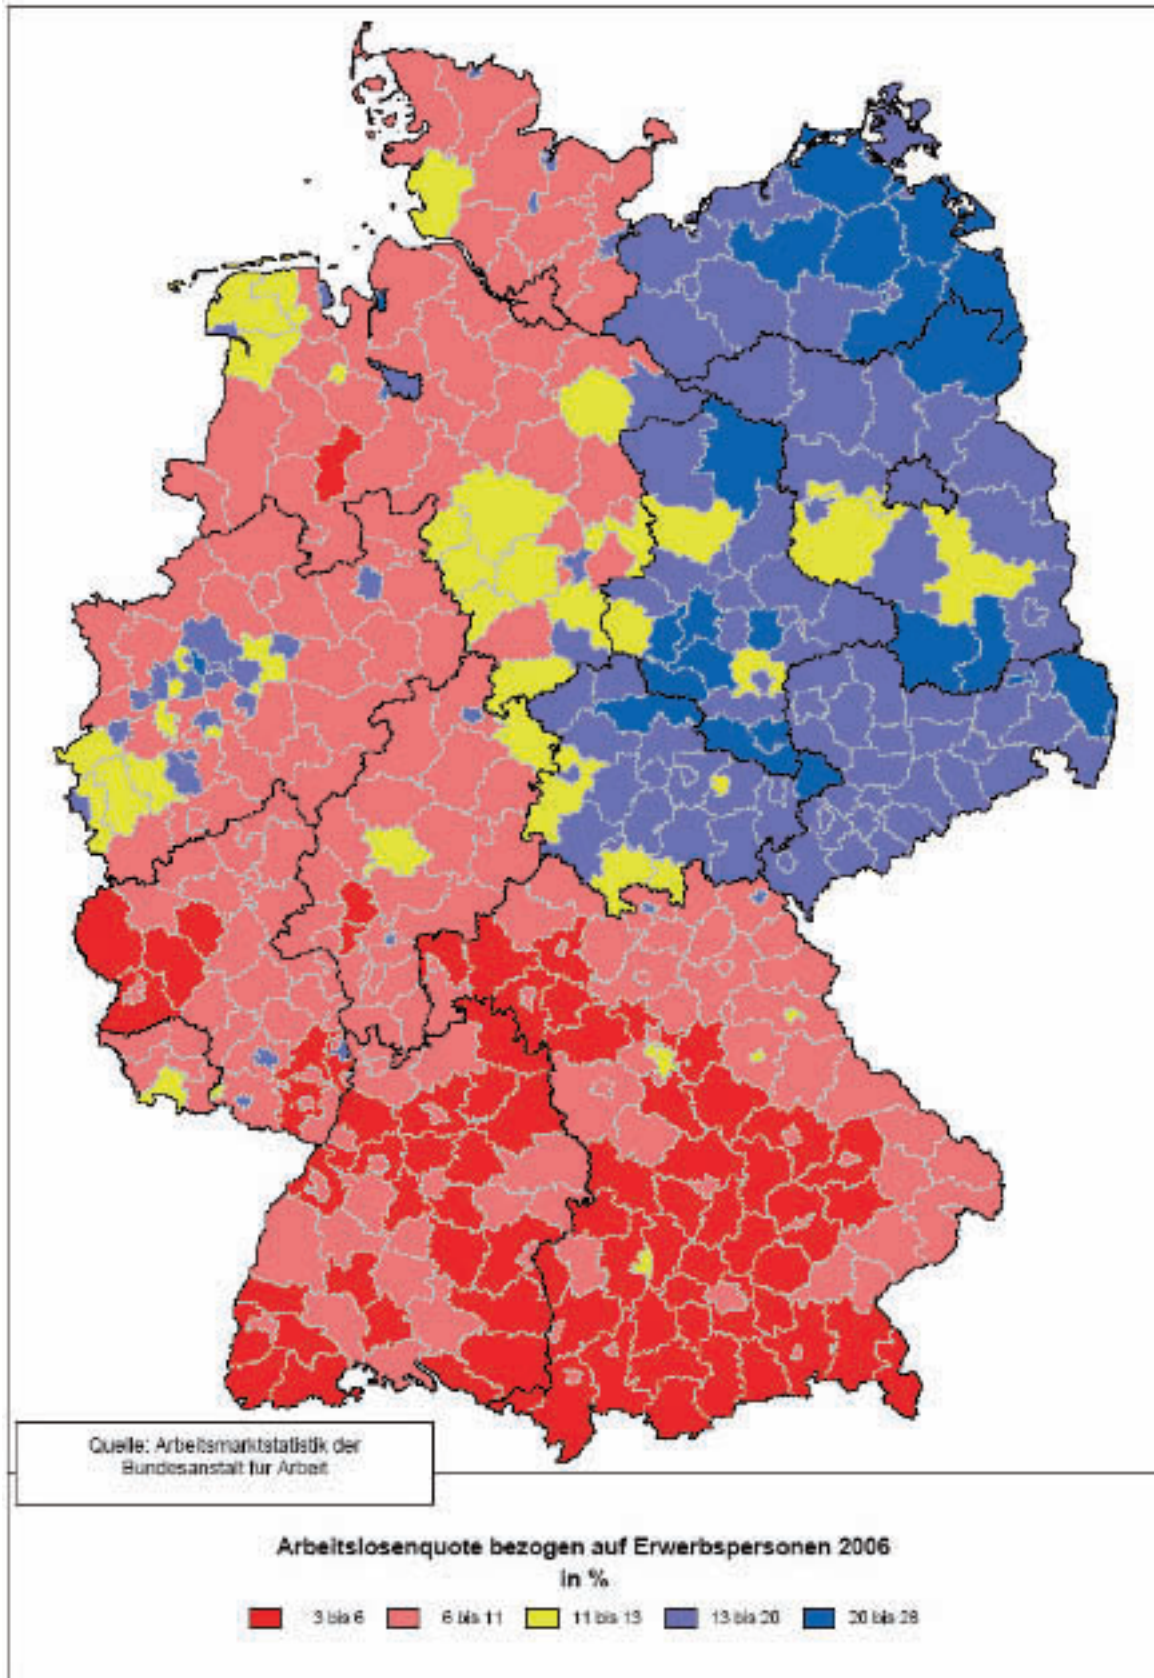 Quelle: Arbeitsmarktstatistik der
Bundesanstalt für Arbeit
Arbeitslosenquote bezogen auf Erwerbspersonen 2006
in %
3 bis 6 6 bis 11 11 bis 13 13 bis 20 20 bis 28